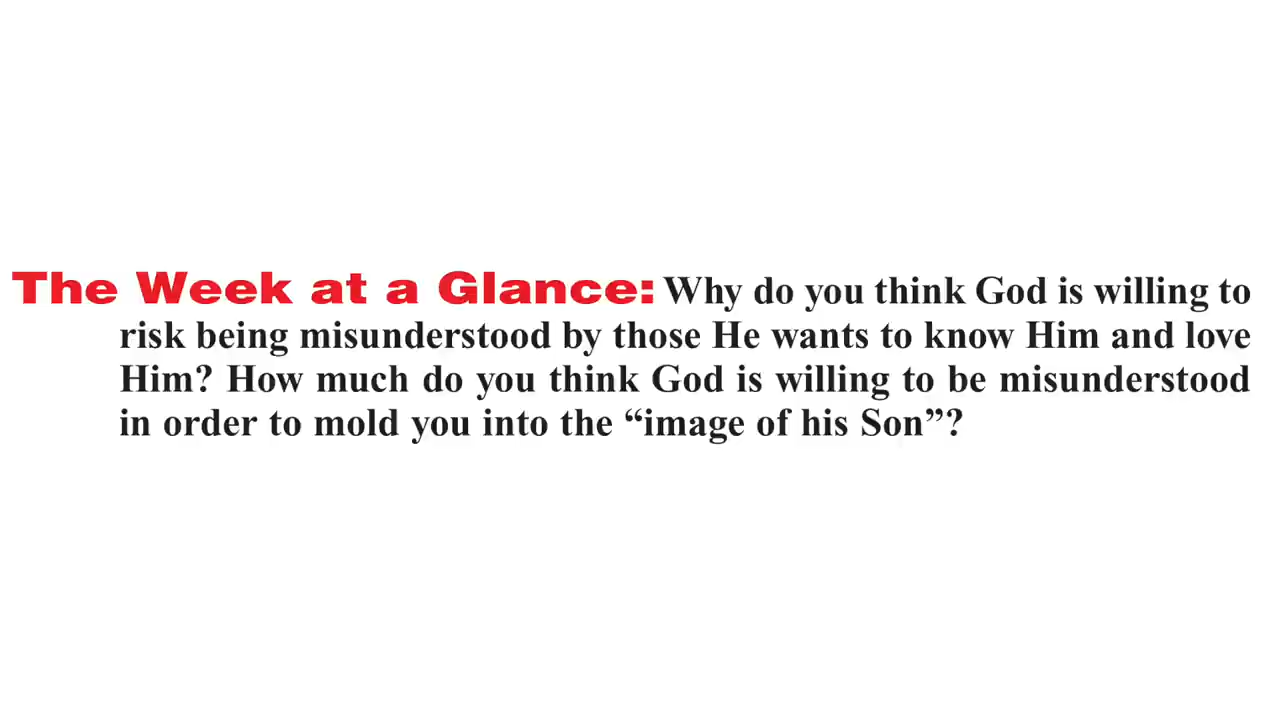 The Week at a Glance: Why do you think God is willing to
risk being misunderstood by those He wants to know Him and love
Him? How much do you think God is willing to be misunderstood
in order to mold you into the “image of his Son”?